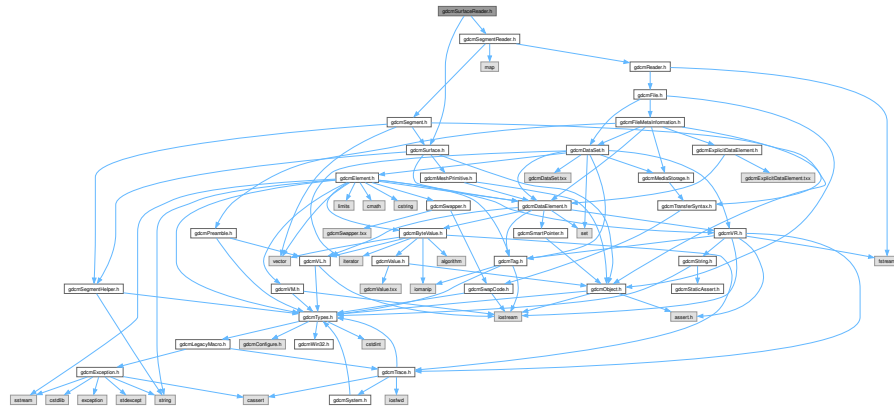 gdcmSurfaceReader.h
gdcmSegmentReader.h
map
gdcmReader.h
gdcmFile.h
gdcmSegment.h
gdcmFileMetaInformation.h
gdcmSurface.h
gdcmDataSet.h
gdcmExplicitDataElement.h
gdcmElement.h
gdcmMeshPrimitive.h
gdcmDataSet.txx
gdcmMediaStorage.h
gdcmExplicitDataElement.txx
limits
cmath
cstring
gdcmSwapper.h
gdcmDataElement.h
gdcmTransferSyntax.h
gdcmPreamble.h
gdcmSwapper.txx
gdcmByteValue.h
gdcmSmartPointer.h
set
gdcmVR.h
vector
gdcmVL.h
iterator
gdcmValue.h
algorithm
gdcmTag.h
gdcmString.h
fstream
gdcmSegmentHelper.h
gdcmVM.h
gdcmValue.txx
iomanip
gdcmSwapCode.h
gdcmObject.h
gdcmStaticAssert.h
gdcmTypes.h
iostream
assert.h
gdcmLegacyMacro.h
gdcmConfigure.h
gdcmWin32.h
cstdint
gdcmException.h
gdcmTrace.h
sstream
cstdlib
exception
stdexcept
string
cassert
gdcmSystem.h
iosfwd